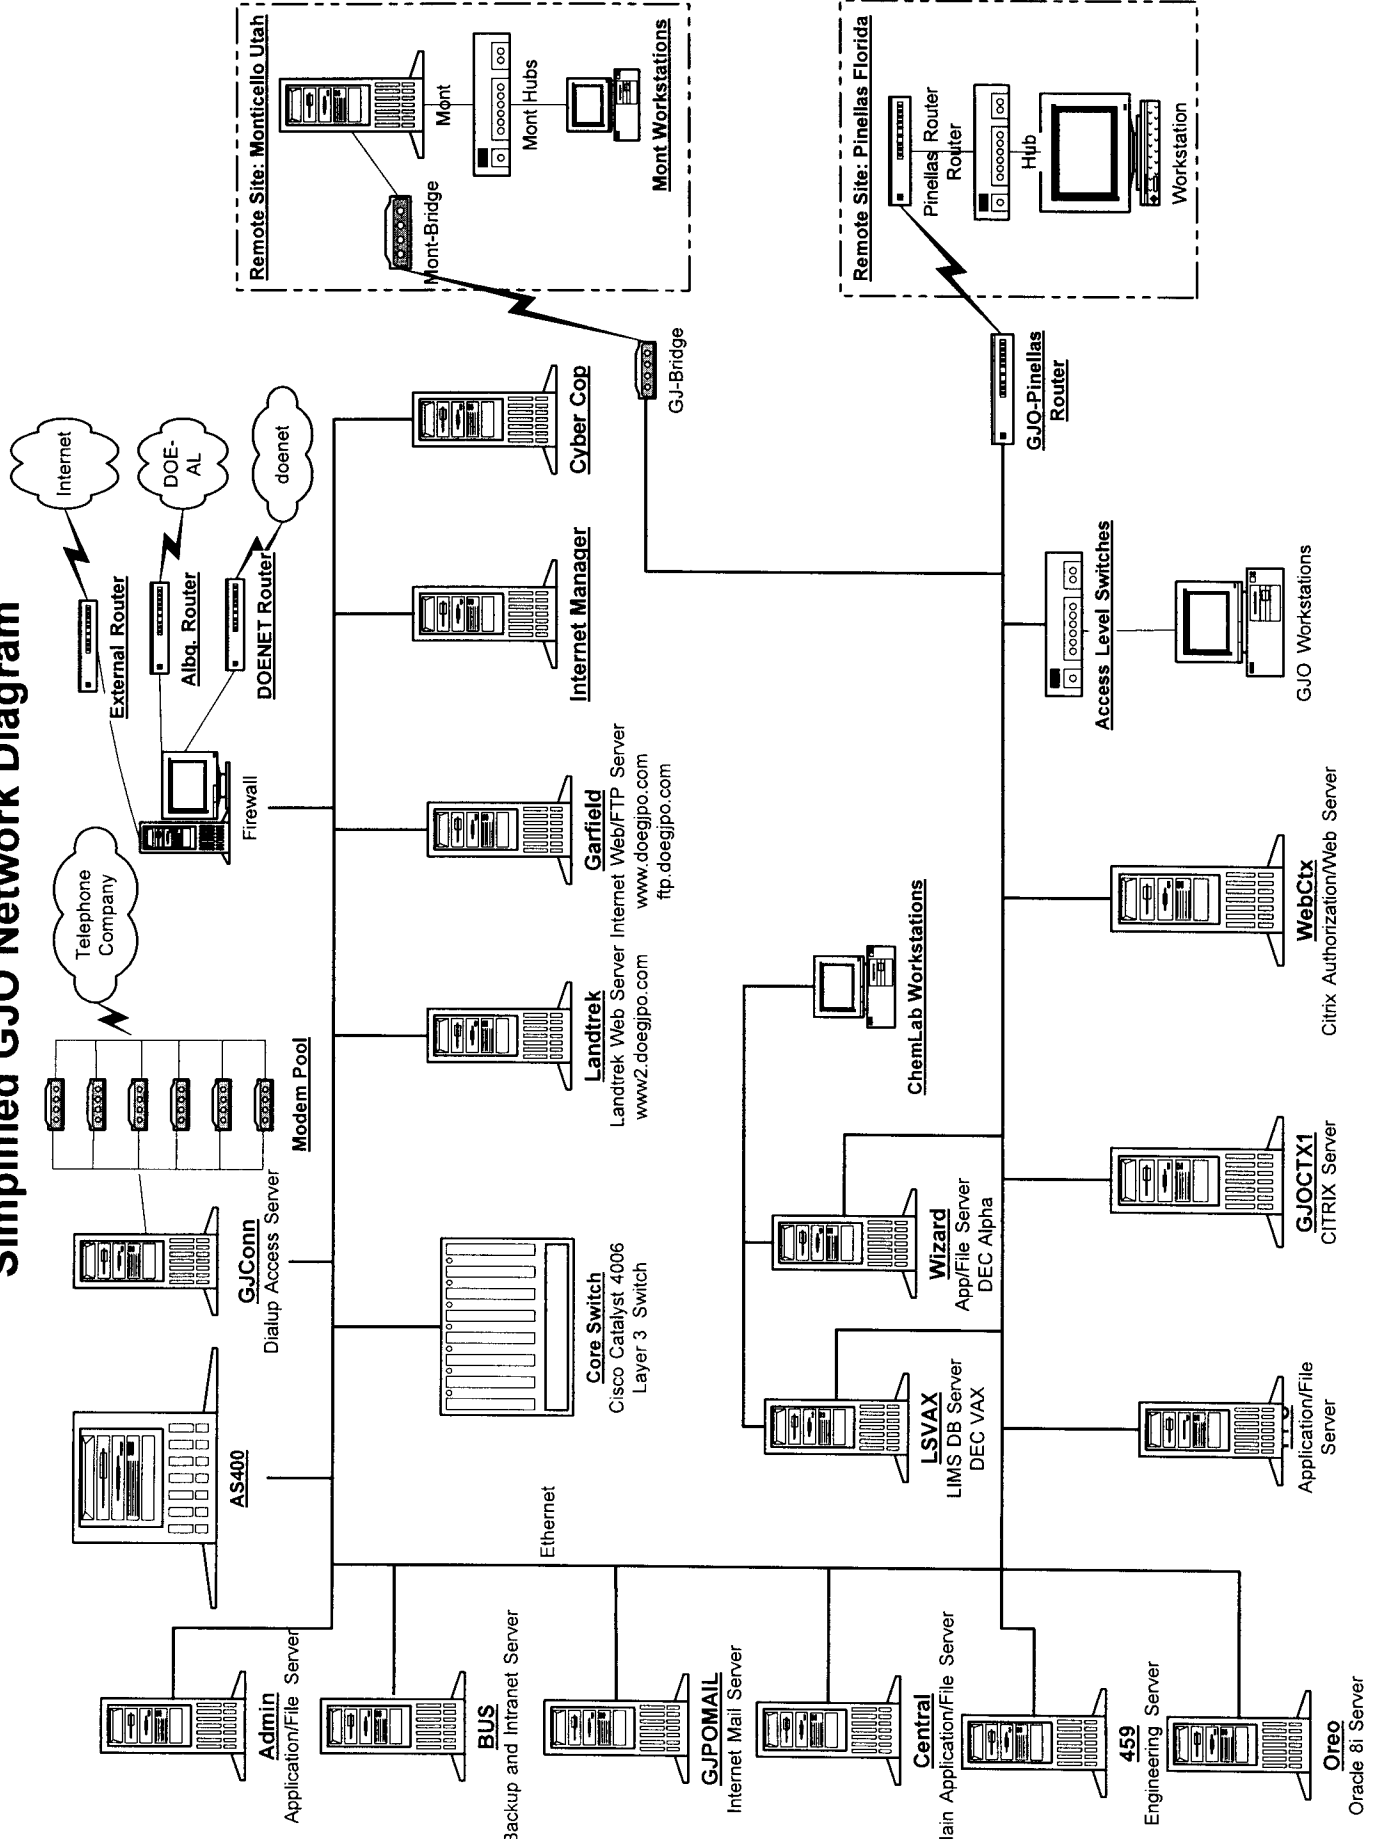 Simplified GJO Network Diagram
Telephone
Company
Internet
DOE-
AL
doenet
External Router
Albq. Router
DOENET Router
Firewall
Modem Pool
GJConn
Dialup Access Server
AS400
Admin
Application/File Server
BUS
Backup and Intranet Server
GJPOMAIL
Internet Mail Server
Central
Application/File Server
459
Engineering Server
Oreo
Oracle 8i Server
Ethernet
Core Switch
Cisco Catalyst 4006
Layer 3 Switch
Landtrek
Landtrek Web Server
www2.doegjpo.com
Garfield
Internet Web/FTP Server
www.doegjpo.com
ftp.doegjpo.com
Internet Manager
Cyber Cop
GJ-Bridge
Remote Site: Monticello Utah
Mont-Bridge
Mont
Mont Hubs
Mont Workstations
Remote Site: Pinellas Florida
Pinellas Router
Router
Hub
Workstation
GJO-Pinellas
Router
LSVAX
LIMS DB Server
DEC VAX
Wizard
App/File Server
DEC Alpha
ChemLab Workstations
Application/File
Server
GJOCTX1
CITRIX Server
WebCtx
Citrix Authorization/Web Server
Access Level Switches
GJO Workstations